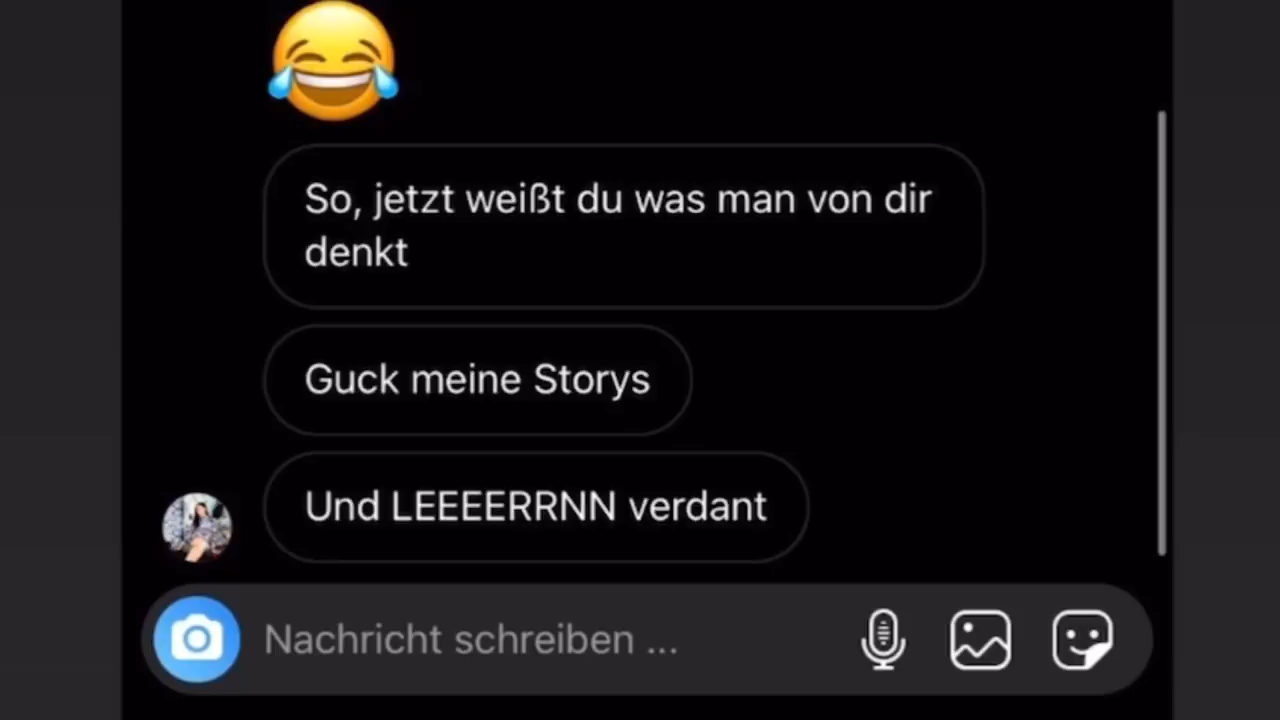 😂
So, jetzt weißt du was man von dir
denkt
Guck meine Storys
Und LEEEERRNN verdant
Nachricht schreiben ...